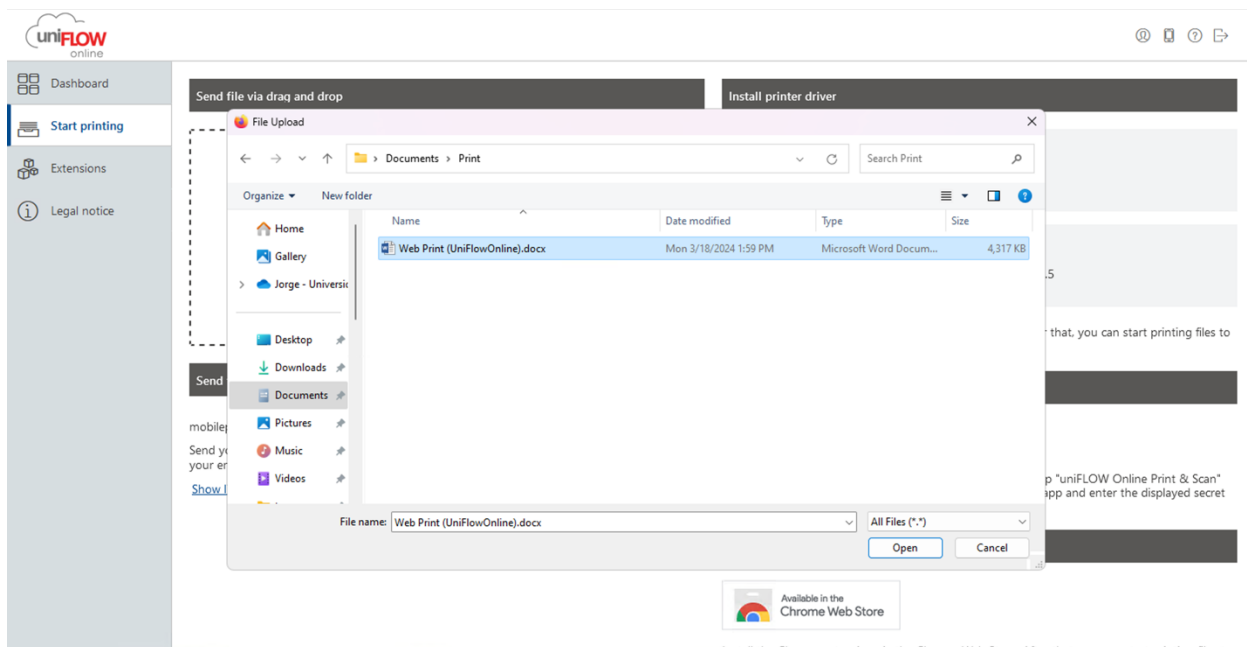 uniFLOW
online
Dashboard
Start printing
Extensions
Legal notice
Send file via drag and drop
Install printer driver
File Upload
Documents > Print
Search Print
Organize
New folder
Home
Gallery
Jorge - Universi
Desktop
Downloads
Documents
Pictures
Music
Videos
Name
Date modified
Type
Size
Web Print (UniFlowOnline).docx
Mon 3/18/2024 1:59 PM
Microsoft Word Docum...
4,317 KB
File name:
Web Print (UniFlowOnline).docx
All Files (*.*)
Open
Cancel
Send
mobile
Send
your
Show
.5
that, you can start printing files to
"uniFLOW Online Print & Scan"
app and enter the displayed secret
Available in the
Chrome Web Store